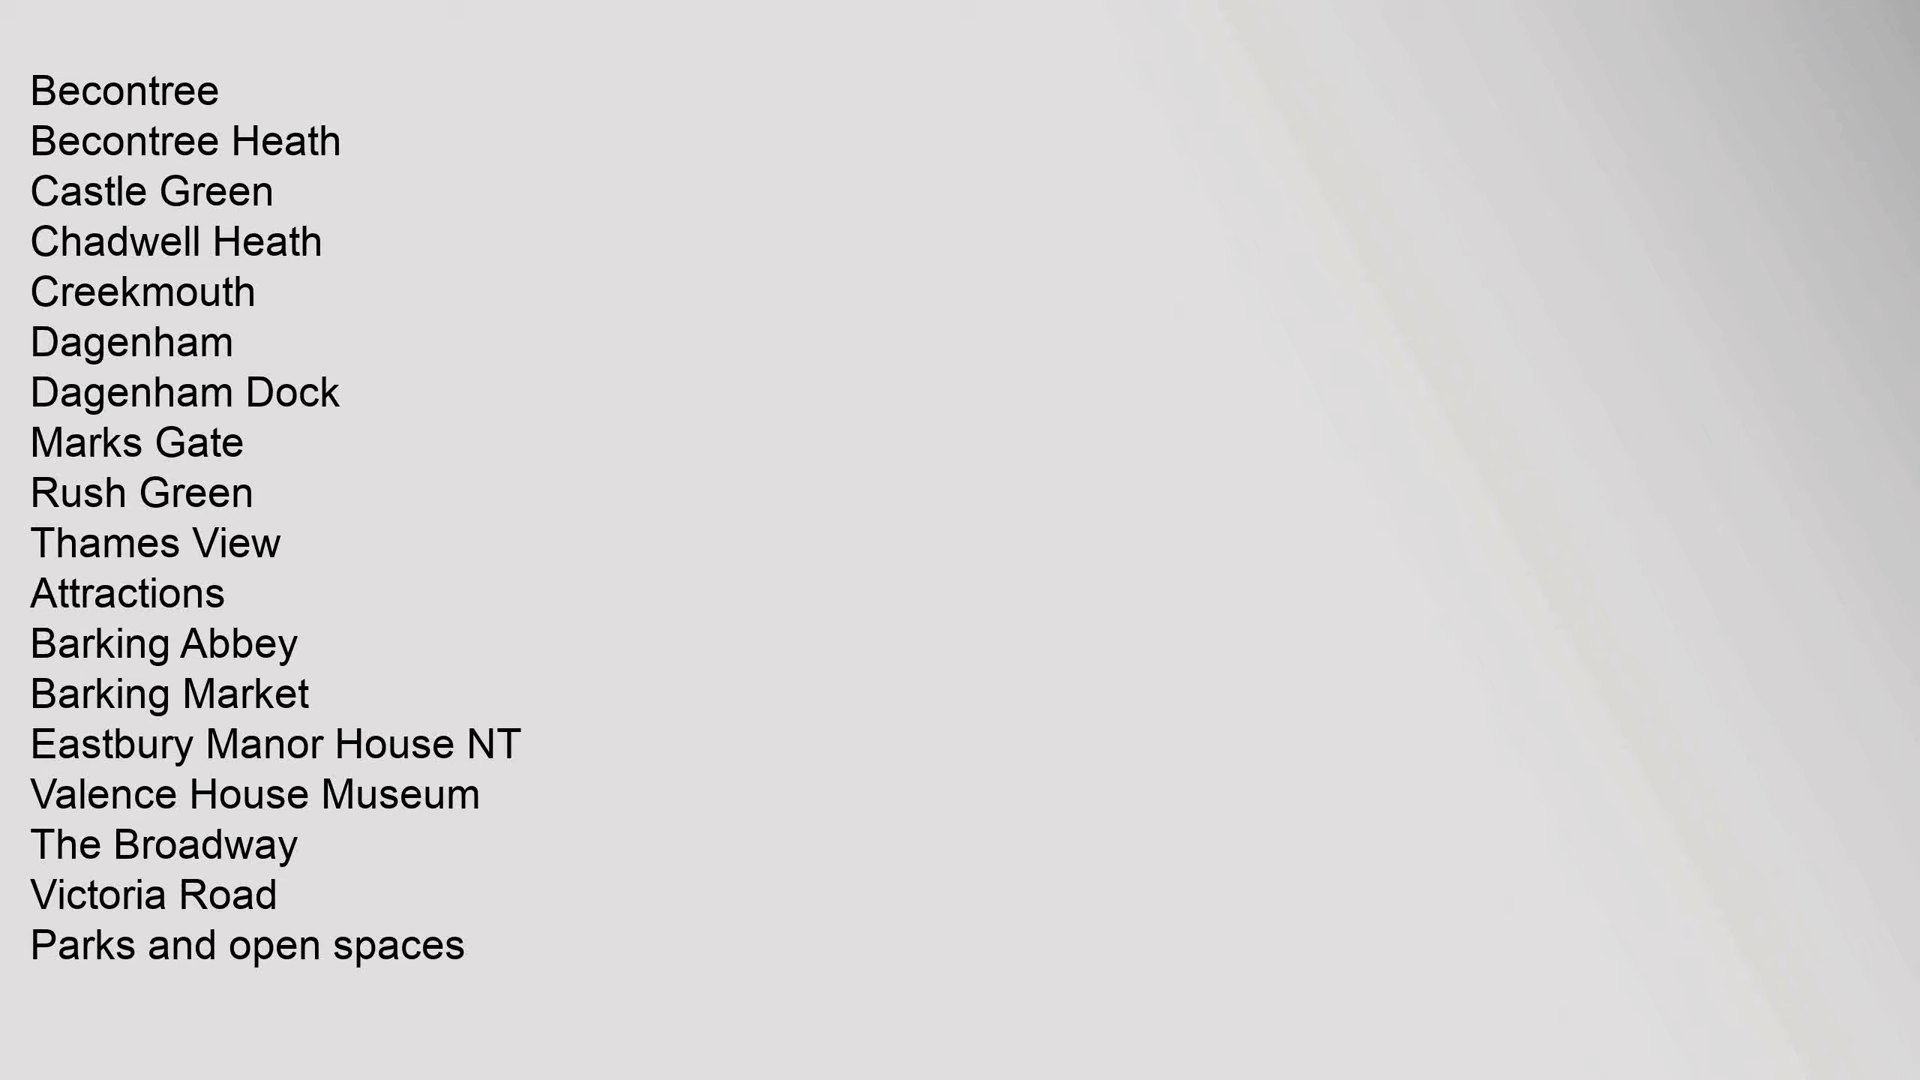 Becontree
Becontree Heath
Castle Green
Chadwell Heath
Creekmouth
Dagenham
Dagenham Dock
Marks Gate
Rush Green
Thames View
Attractions
Barking Abbey
Barking Market
Eastbury Manor House NT
Valence House Museum
The Broadway
Victoria Road
Parks and open spaces